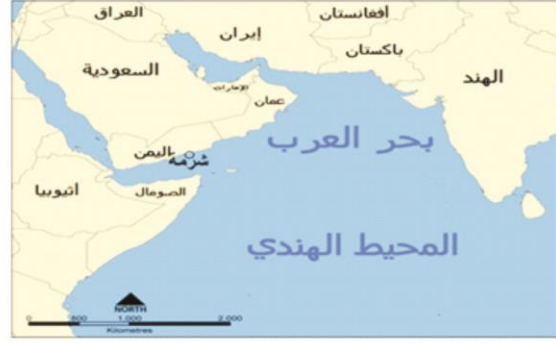 العراق
أفغانستان
إيران
باكستان
السعودية
الهند
الإمارات
عمان
بحر العرب
اليمن
شرمه
أثيوبيا
الصومال
المحيط الهندي
NORTH
0 500 1,000 2,000
Kilometres